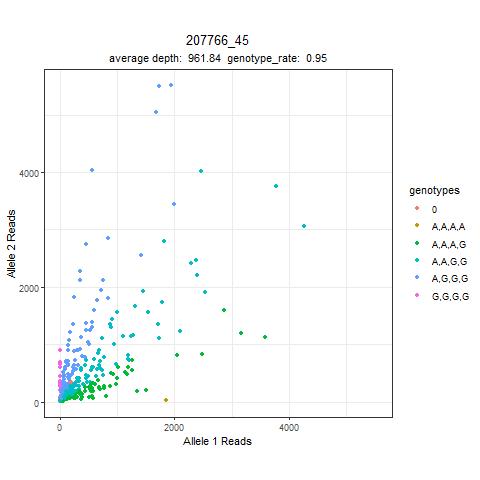 207766_45
average depth:  961.84  genotype_rate:  0.95
Allele 2 Reads
4000
2000
0
0
2000
4000
Allele 1 Reads
genotypes
0
A,A,A,A
A,A,A,G
A,A,G,G
A,G,G,G
G,G,G,G